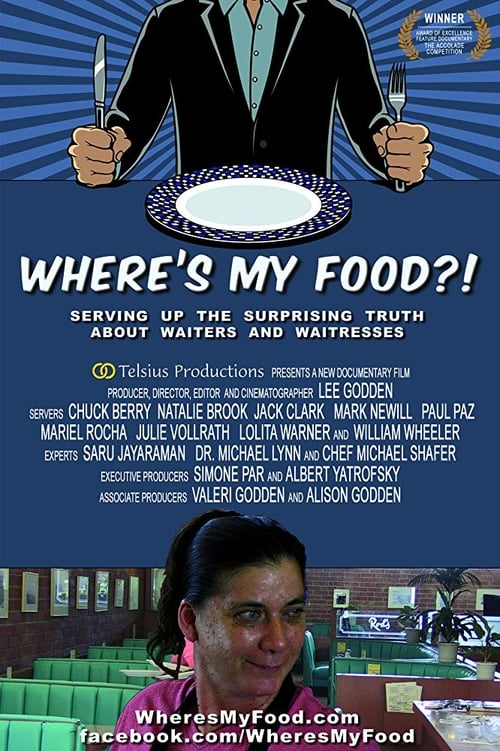 WINNER
AWARD OF EXCELLENCE
FEATURE DOCUMENTARY
THE ACCOLADE
COMPETITION
WHERE'S MY FOOD?!
SERVING UP THE SURPRISING TRUTH
ABOUT WAITERS AND WAITRESSES
Telsius Productions PRESENTS A NEW DOCUMENTARY FILM
PRODUCER, DIRECTOR, EDITOR AND CINEMATOGRAPHER LEE GODDEN
SERVERS CHUCK BERRY NATALIE BROOK JACK CLARK MARK NEWILL PAUL PAZ
MARIEL ROCHA JULIE VOLLRATH LOLITA WARNER AND WILLIAM WHEELER
EXPERTS SARU JAYARAMAN DR. MICHAEL LYNN AND CHEF MICHAEL SHAFER
EXECUTIVE PRODUCERS SIMONE PAR AND ALBERT YATROFSKY
ASSOCIATE PRODUCERS VALERI GODDEN AND ALISON GODDEN
Rod's
WheresMyFood.com
facebook.com/WheresMyFood